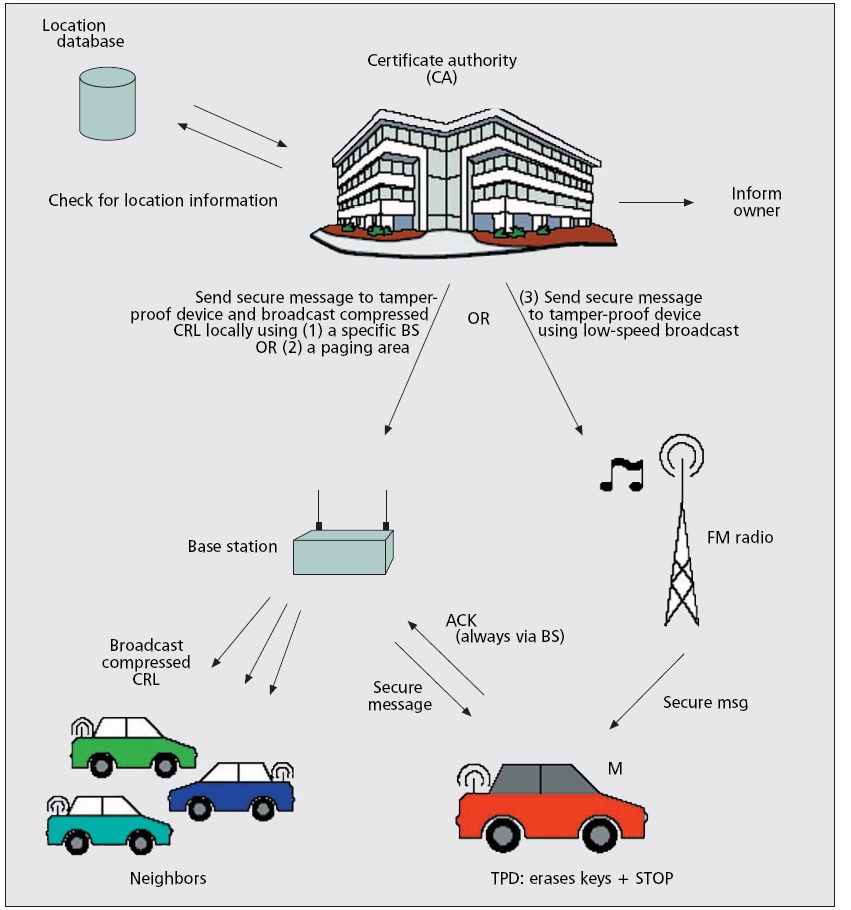 Location
database
Certificate authority
(CA)
Check for location information
Inform
owner
Send secure message to tamper-
proof device and broadcast compressed
CRL locally using (1) a specific BS
OR (2) a paging area
OR
(3) Send secure message
to tamper-proof device
using low-speed broadcast
Base station
FM radio
ACK
(always via BS)
Broadcast
compressed
CRL
Secure
message
Secure msg
M
Neighbors
TPD: erases keys + STOP